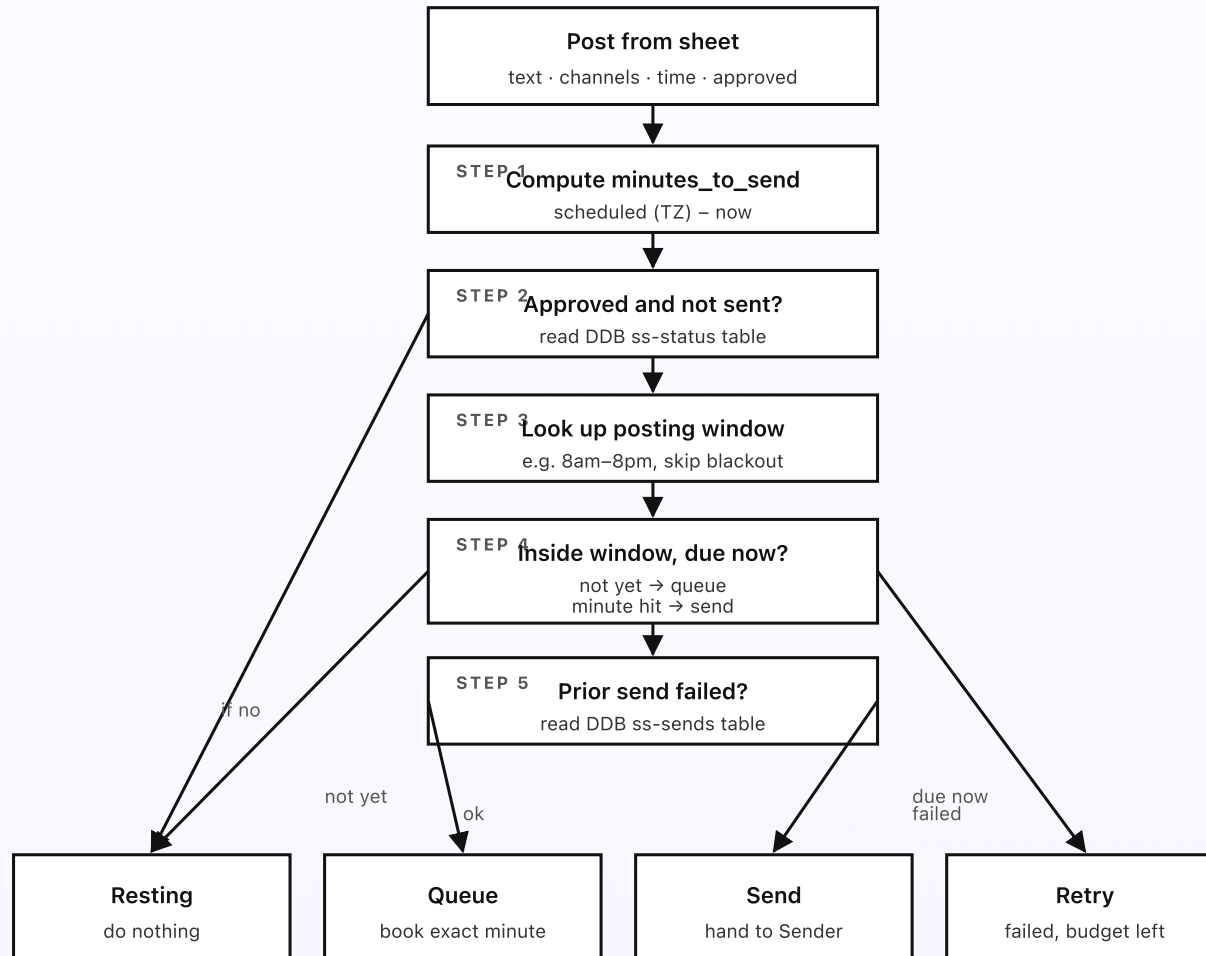 Post from sheet
text · channels · time · approved
STEP 1
Compute minutes_to_send
scheduled (TZ) – now
STEP 2
Approved and not sent?
read DDB ss-status table
STEP 3
Look up posting window
e.g. 8am–8pm, skip blackout
STEP 4
Inside window, due now?
not yet → queue
minute hit → send
STEP 5
Prior send failed?
read DDB ss-sends table
if no
not yet
ok
due now
failed
Resting
do nothing
Queue
book exact minute
Send
hand to Sender
Retry
failed, budget left